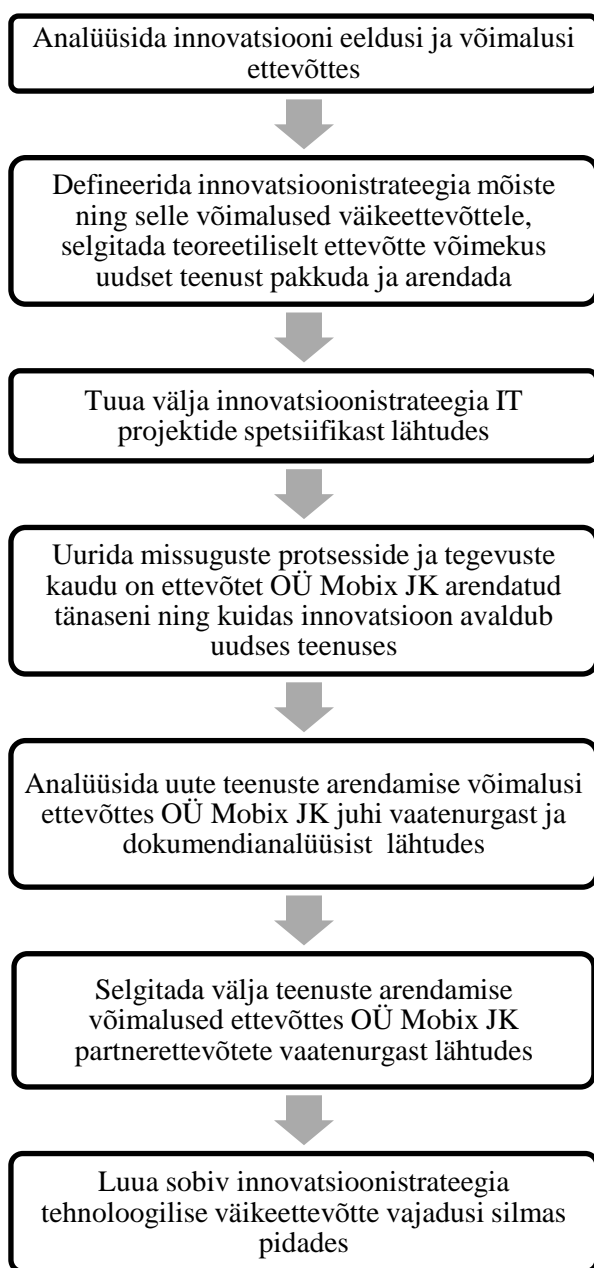 Analüüsida innovatsiooni eeldusi ja võimalusi
ettevõttes
Defineerida innovatsioonistrateegia mõiste
ning selle võimalused väikeettevõttele,
selgitada teoreetiliselt ettevõtte võimekus
uudset teenust pakkuda ja arendada
Tuua välja innovatsioonistrateegia IT
projektide spetsiifikast lähtudes
Uurida missuguste protsesside ja tegevuste
kaudu on ettevõtet OÜ Mobix JK arendatud
tänaseni ning kuidas innovatsioon avaldub
uudses teenuses
Analüüsida uute teenuste arendamise võimalusi
ettevõttes OÜ Mobix JK juhi vaatenurgast ja
dokumendianalüüsist lähtudes
Selgitada välja teenuste arendamise
võimalused ettevõttes OÜ Mobix JK
partnerettevõtete vaatenurgast lähtudes
Luua sobiv innovatsioonistrateegia
tehnoloogilise väikeettevõtte vajadusi silmas
pidades